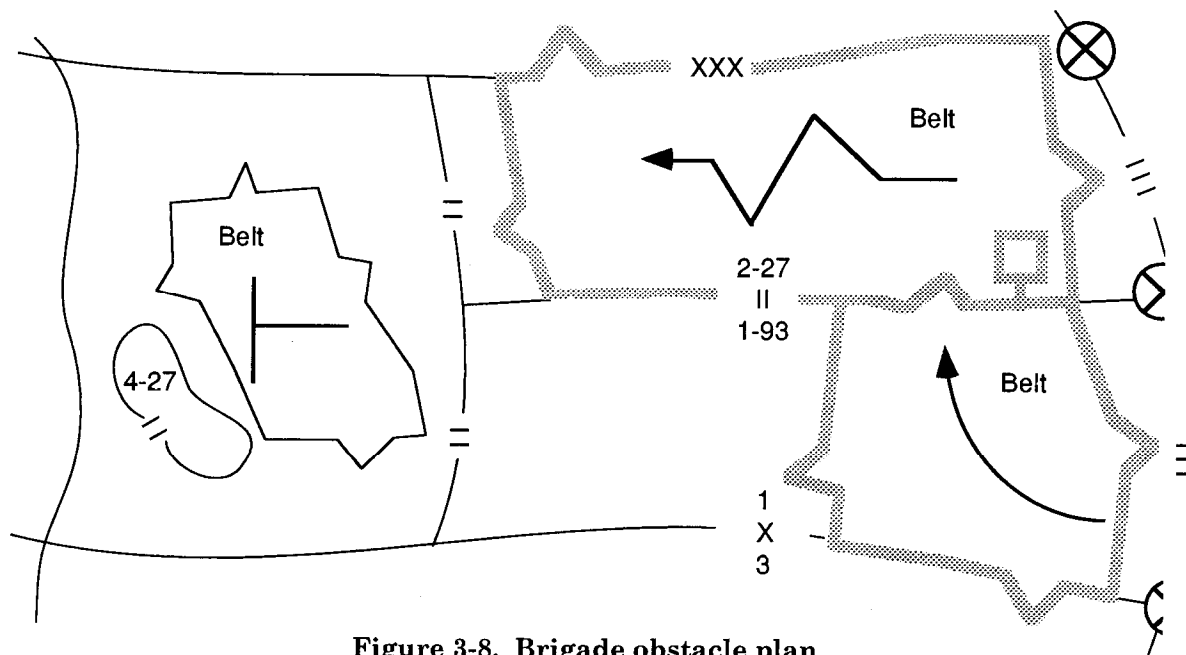 XXX
Belt
Belt
2-27
II
1-93
4-27
Belt
1
X
3
Figure 3-8. Brigade obstacle plan